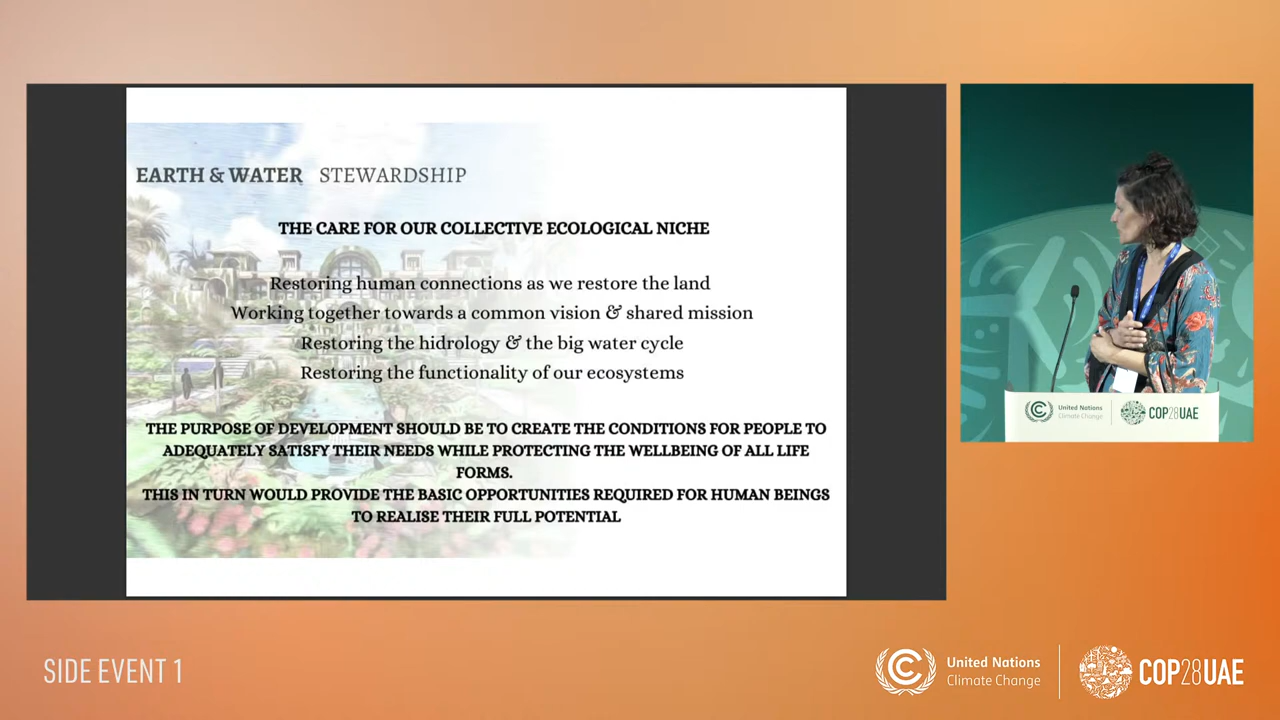 EARTH & WATER STEWARDSHIP
THE CARE FOR OUR COLLECTIVE ECOLOGICAL NICHE
Restoring human connections as we restore the land
Working together towards a common vision & shared mission
Restoring the hidrology & the big water cycle
Restoring the functionality of our ecosystems
THE PURPOSE OF DEVELOPMENT SHOULD BE TO CREATE THE CONDITIONS FOR PEOPLE TO
ADEQUATELY SATISFY THEIR NEEDS WHILE PROTECTING THE WELLBEING OF ALL LIFE
FORMS.
THIS IN TURN WOULD PROVIDE THE BASIC OPPORTUNITIES REQUIRED FOR HUMAN BEINGS
TO REALISE THEIR FULL POTENTIAL
United Nations
Climate Change
COP28UAE
SIDE EVENT 1
United Nations
Climate Change
COP28UAE